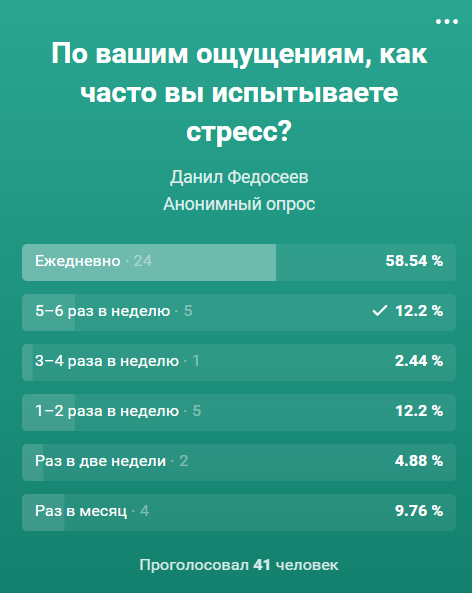 По вашим ощущениям, как
часто вы испытываете
стресс?
Данил Федосеев
Анонимный опрос
Ежедневно · 24 58.54 %
5–6 раз в неделю · 5 12.2 %
3–4 раза в неделю · 1 2.44 %
1–2 раза в неделю · 5 12.2 %
Раз в две недели · 2 4.88 %
Раз в месяц · 4 9.76 %
Проголосовал 41 человек